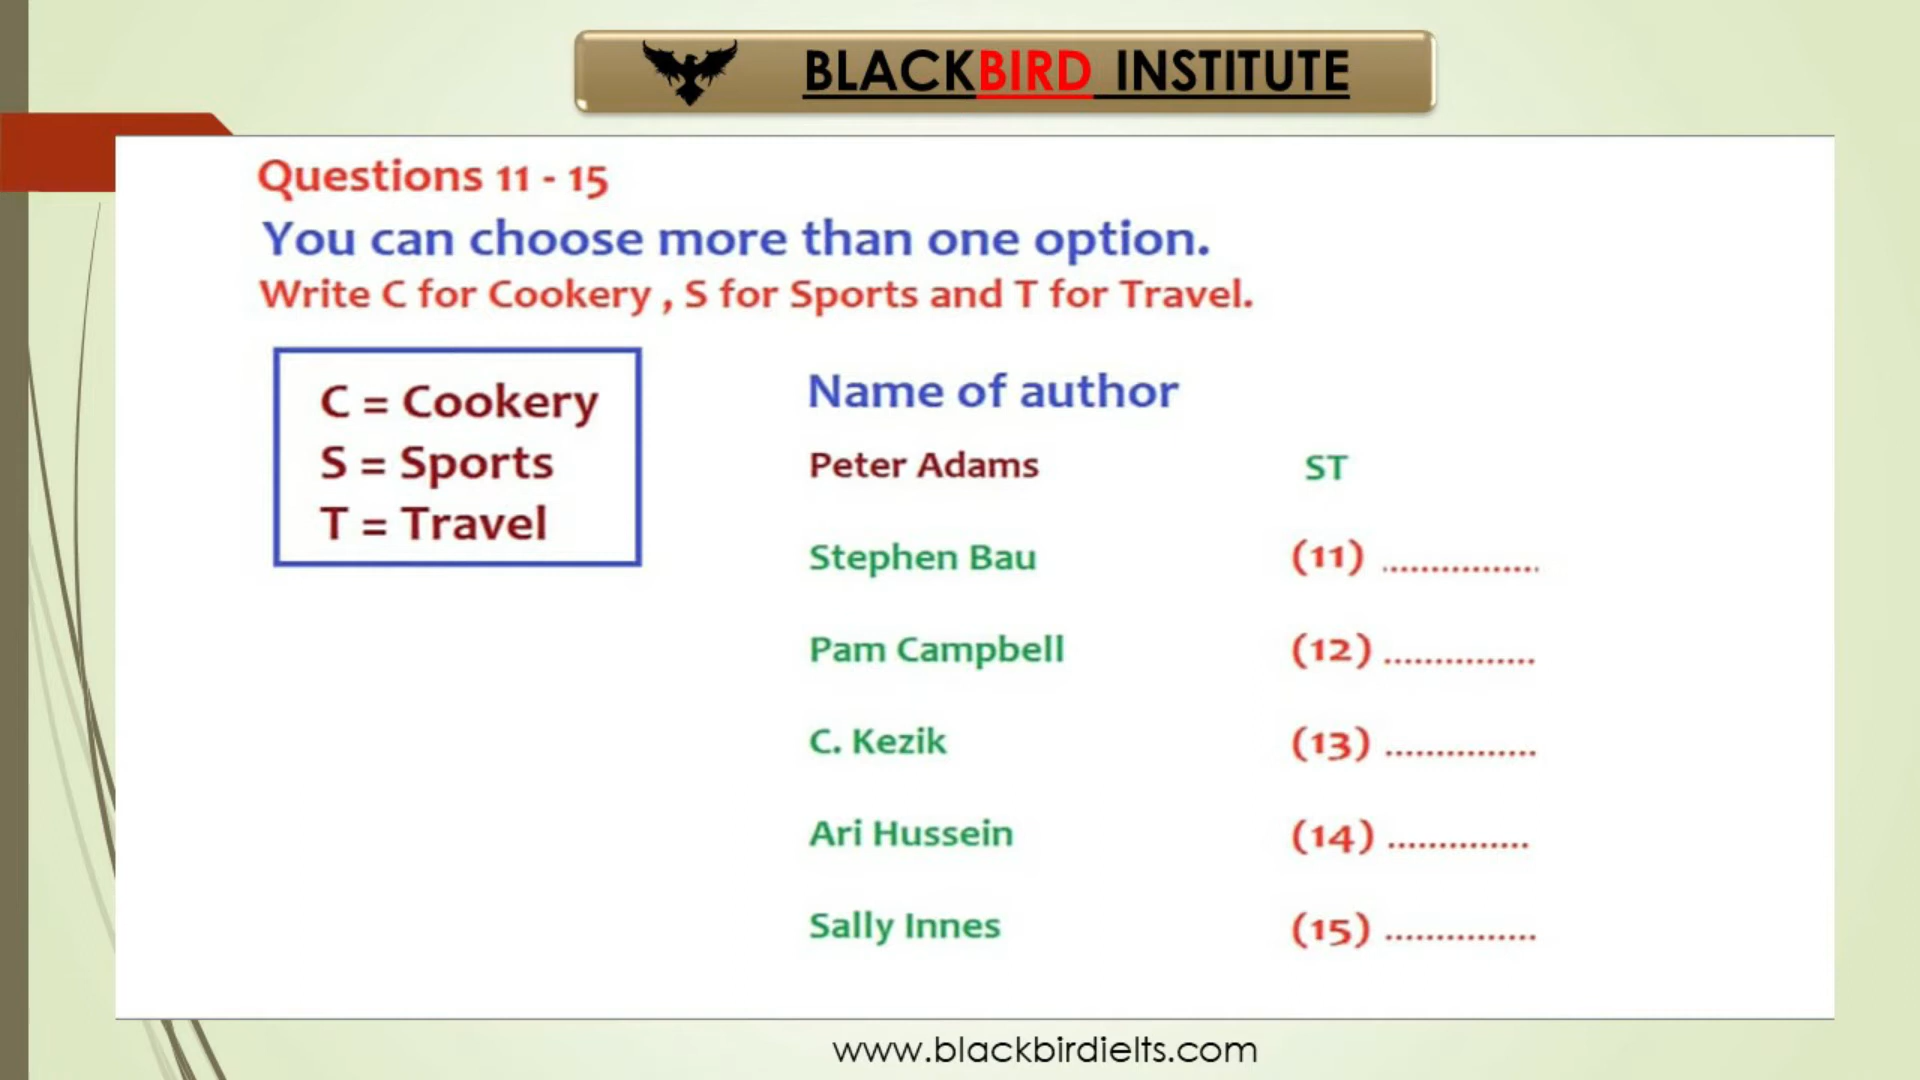 BLACKBIRD INSTITUTE
Questions 11 - 15
You can choose more than one option.
Write C for Cookery , S for Sports and T for Travel.
C = Cookery
S = Sports
T = Travel
Name of author
Peter Adams ST
Stephen Bau (11) ...............
Pam Campbell (12) ...............
C. Kezik (13) ...............
Ari Hussein (14) ..............
Sally Innes (15) ...............
www.blackbirdielts.com